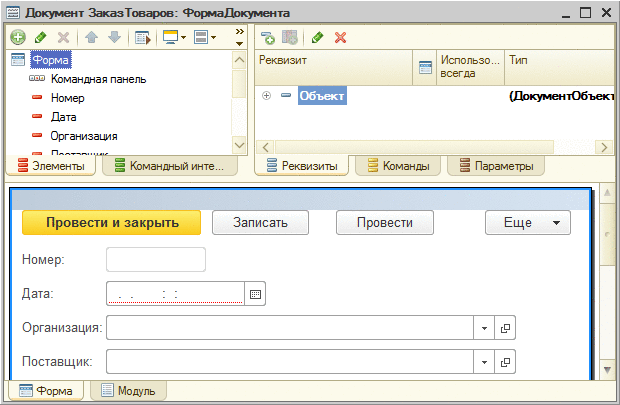 Документ ЗаказТоваров: ФормаДокумента
Форма
Командная панель
Номер
Дата
Организация
Поставщик
Элементы
Командный инте...
Реквизит
Использо... всегда
Тип
Объект
(ДокументОбъект
Реквизиты
Команды
Параметры
Провести и закрыть
Записать
Провести
Еще
Номер:
Дата:
. . : :
Организация:
Поставщик:
Форма
Модуль